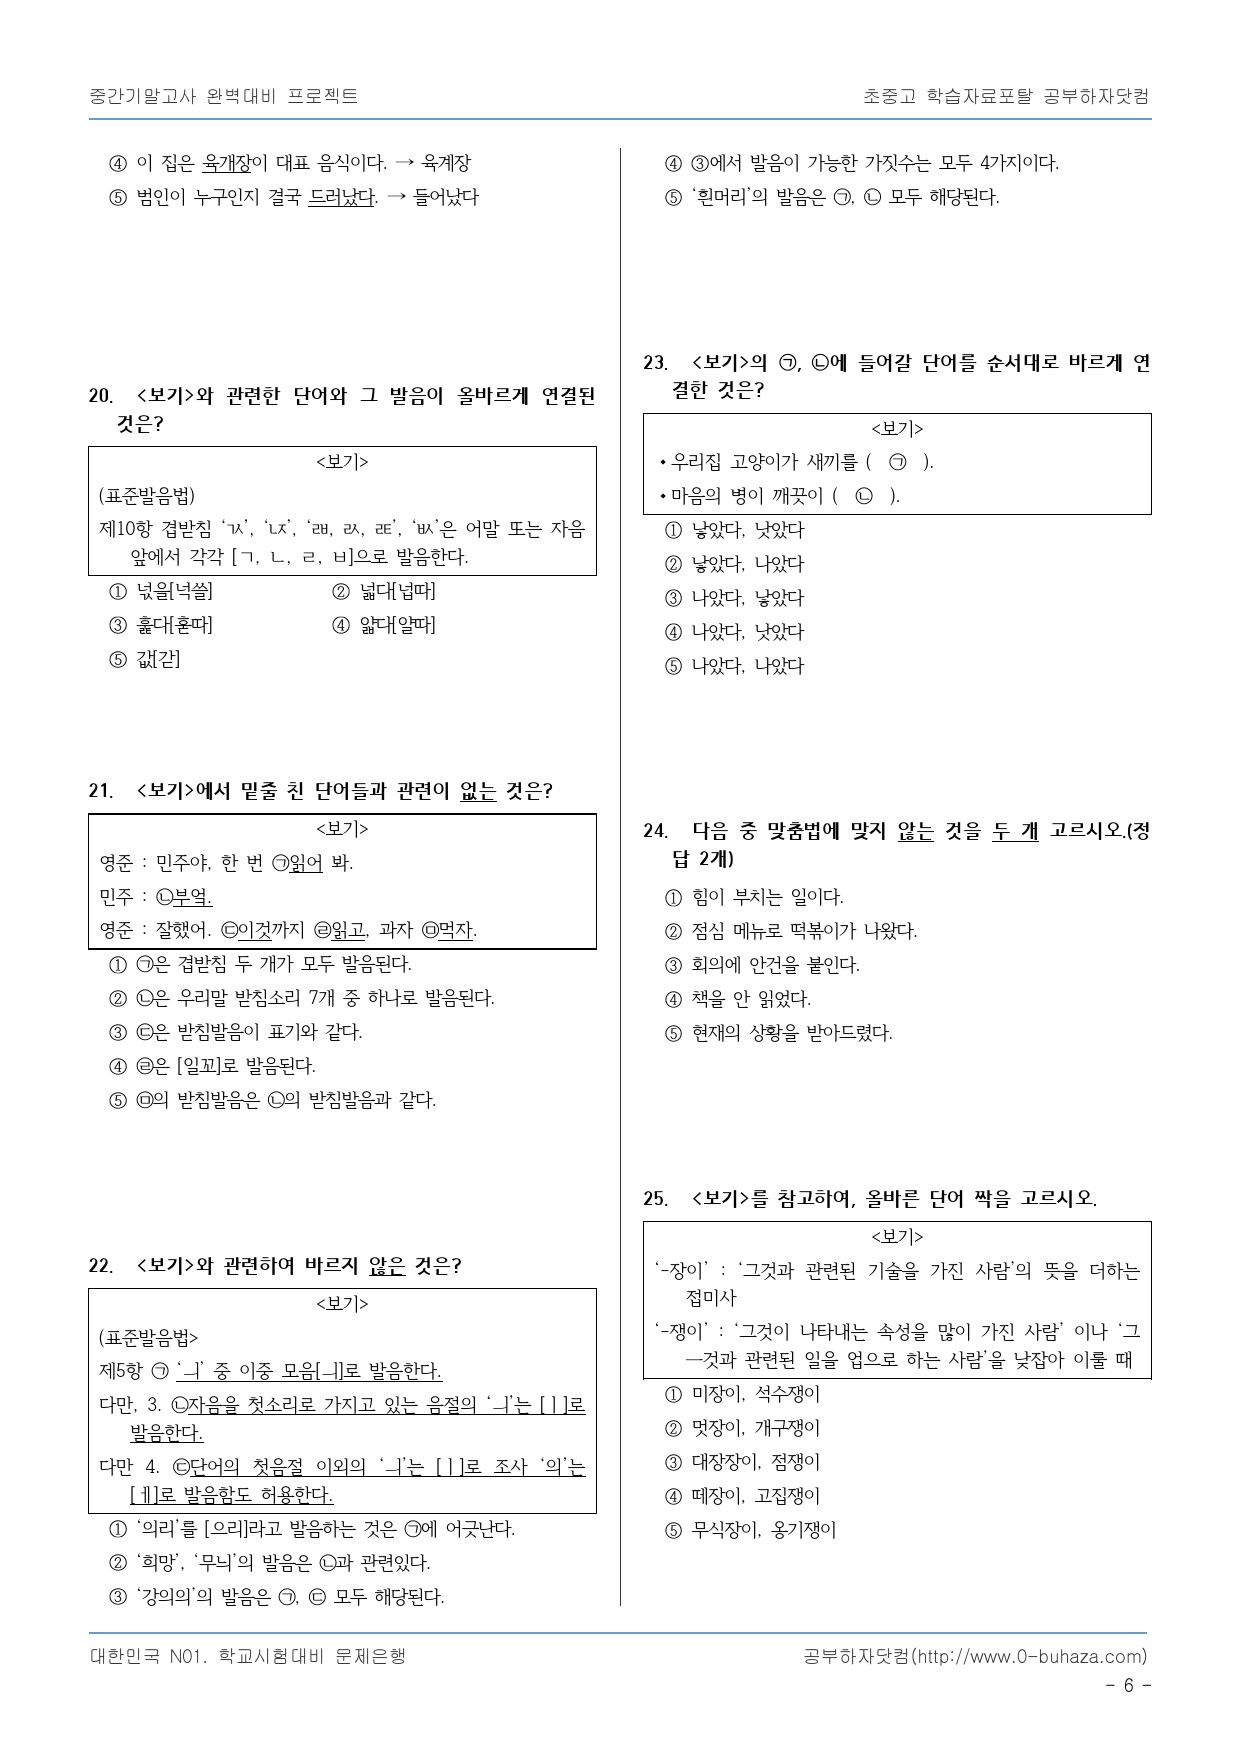 중간기말고사 완벽대비 프로젝트
초중고 학습자료포탈 공부하자닷컴
④ 이 집은 육개장이 대표 음식이다. → 육계장
⑤ 범인이 누구인지 결국 드러났다. → 들어났다
20. <보기>와 관련한 단어와 그 발음이 올바르게 연결된
것은?
<보기>
(표준발음법)
제10항 겹받침 ‘ㄳ’, ‘ㄵ’, ‘ㄼ, ㄽ, ㄾ’, ‘ㅄ’은 어말 또는 자음
앞에서 각각 [ㄱ, ㄴ, ㄹ, ㅂ]으로 발음한다.
① 넋을[넉쓸]
② 넓다[넙따]
③ 훑다[훋따]
④ 얇다[얄따]
⑤ 값[갇]
21. <보기>에서 밑줄 친 단어들과 관련이 없는 것은?
<보기>
영준 : 민주야, 한 번 ㉠읽어 봐.
민주 : ㉡부엌.
영준 : 잘했어. ㉢이것까지 ㉣읽고, 과자 ㉤먹자.
① ㉠은 겹받침 두 개가 모두 발음된다.
② ㉡은 우리말 받침소리 7개 중 하나로 발음된다.
③ ㉢은 받침발음이 표기와 같다.
④ ㉣은 [일꼬]로 발음된다.
⑤ ㉤의 받침발음은 ㉡의 받침발음과 같다.
22. <보기>와 관련하여 바르지 않은 것은?
<보기>
(표준발음법>
제5항 ㉠ ‘ㅢ’ 중 이중 모음[ㅢ]로 발음한다.
다만, 3. ㉡자음을 첫소리로 가지고 있는 음절의 ‘ㅢ’는 [ㅣ]로
발음한다.
다만 4. ㉢단어의 첫음절 이외의 ‘ㅢ’는 [ㅣ]로 조사 ‘의’는
[ㅔ]로 발음함도 허용한다.
① ‘의리’를 [으리]라고 발음하는 것은 ㉠에 어긋난다.
② ‘희망’, ‘무늬’의 발음은 ㉡과 관련있다.
③ ‘강의의’의 발음은 ㉠, ㉢ 모두 해당된다.
④ ③에서 발음이 가능한 가짓수는 모두 4가지이다.
⑤ ‘흰머리’의 발음은 ㉠, ㉡ 모두 해당된다.
23. <보기>의 ㉠, ㉡에 들어갈 단어를 순서대로 바르게 연
결한 것은?
<보기>
• 우리집 고양이가 새끼를 ( ㉠ ).
• 마음의 병이 깨끗이 ( ㉡ ).
① 낳았다, 낫았다
② 낳았다, 나았다
③ 나았다, 낳았다
④ 나았다, 낫았다
⑤ 나았다, 나았다
24. 다음 중 맞춤법에 맞지 않는 것을 두 개 고르시오.(정
답 2개)
① 힘이 부치는 일이다.
② 점심 메뉴로 떡볶이가 나왔다.
③ 회의에 안건을 붙인다.
④ 책을 안 읽었다.
⑤ 현재의 상황을 받아드렸다.
25. <보기>를 참고하여, 올바른 단어 짝을 고르시오.
<보기>
‘-장이’ : ‘그것과 관련된 기술을 가진 사람’의 뜻을 더하는
접미사
‘-쟁이’ : ‘그것이 나타내는 속성을 많이 가진 사람’ 이나 ‘그
─것과 관련된 일을 업으로 하는 사람’을 낮잡아 이룰 때
① 미장이, 석수쟁이
② 멋장이, 개구쟁이
③ 대장장이, 점쟁이
④ 떼장이, 고집쟁이
⑤ 무식장이, 옹기쟁이
대한민국 N01. 학교시험대비 문제은행
공부하자닷컴(http://www.0-buhaza.com)
- 6 -